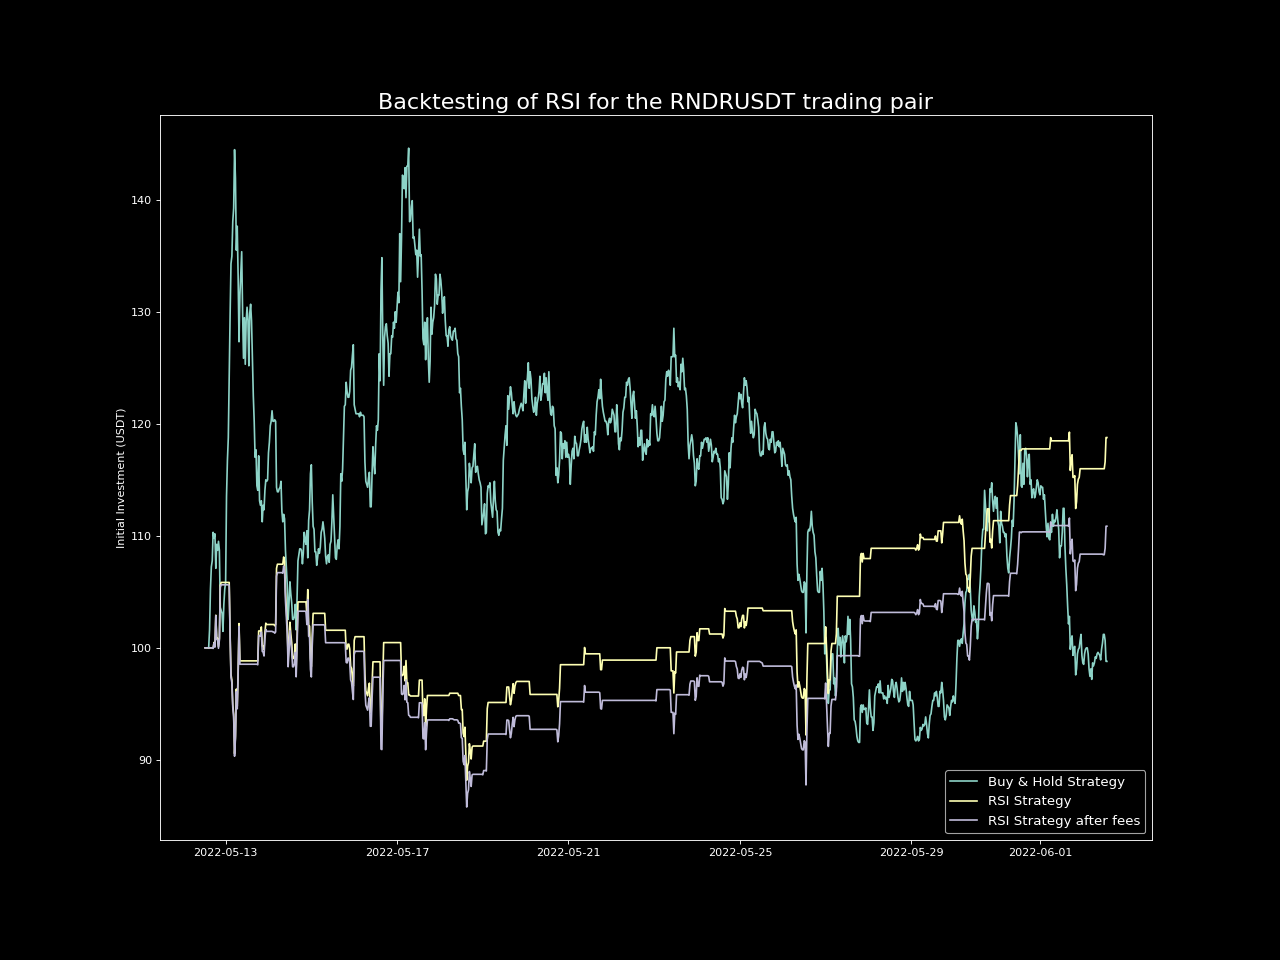 Backtesting of RSI for the RNDRUSDT trading pair
Initial Investment (USDT)
140
130
120
110
100
90
2022-05-13
2022-05-17
2022-05-21
2022-05-25
2022-05-29
2022-06-01
Buy & Hold Strategy
RSI Strategy
RSI Strategy after fees